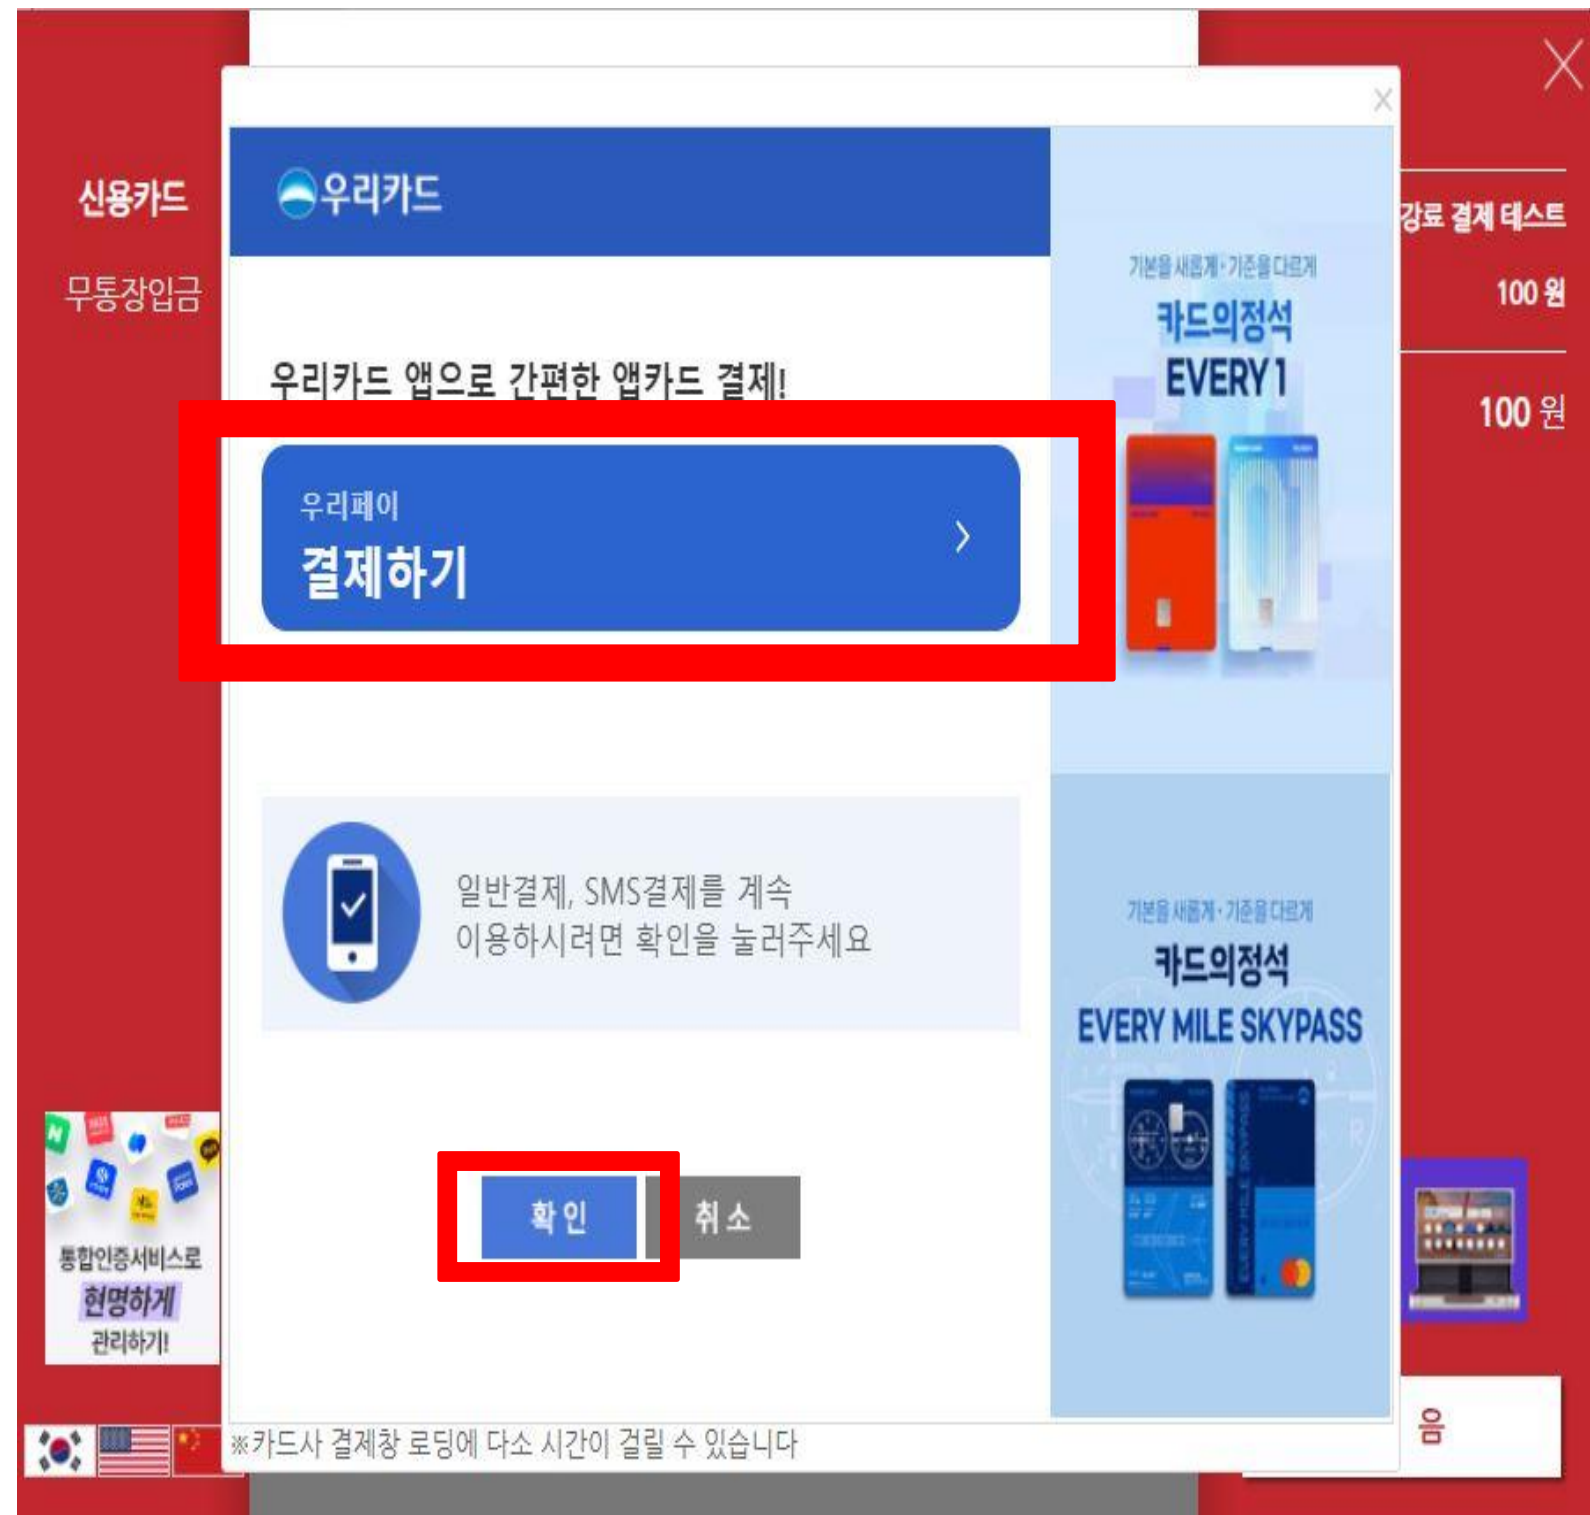 신용카드
무통장입금
우리카드
우리카드 앱으로 간편한 앱카드 결제!
우리페이
결제하기
일반결제, SMS결제를 계속
이용하시려면 확인을 눌러주세요
확인
취소
※카드사 결제창 로딩에 다소 시간이 걸릴 수 있습니다
기본을 새롭게·기준을 다르게
카드의정석
EVERY 1
기본을 새롭게·기준을 다르게
카드의정석
EVERY MILE SKYPASS
EVERY MILE SKYPASS
강료 결제 테스트
100 원
100 원
통합인증서비스로
현명하게
관리하기!
음